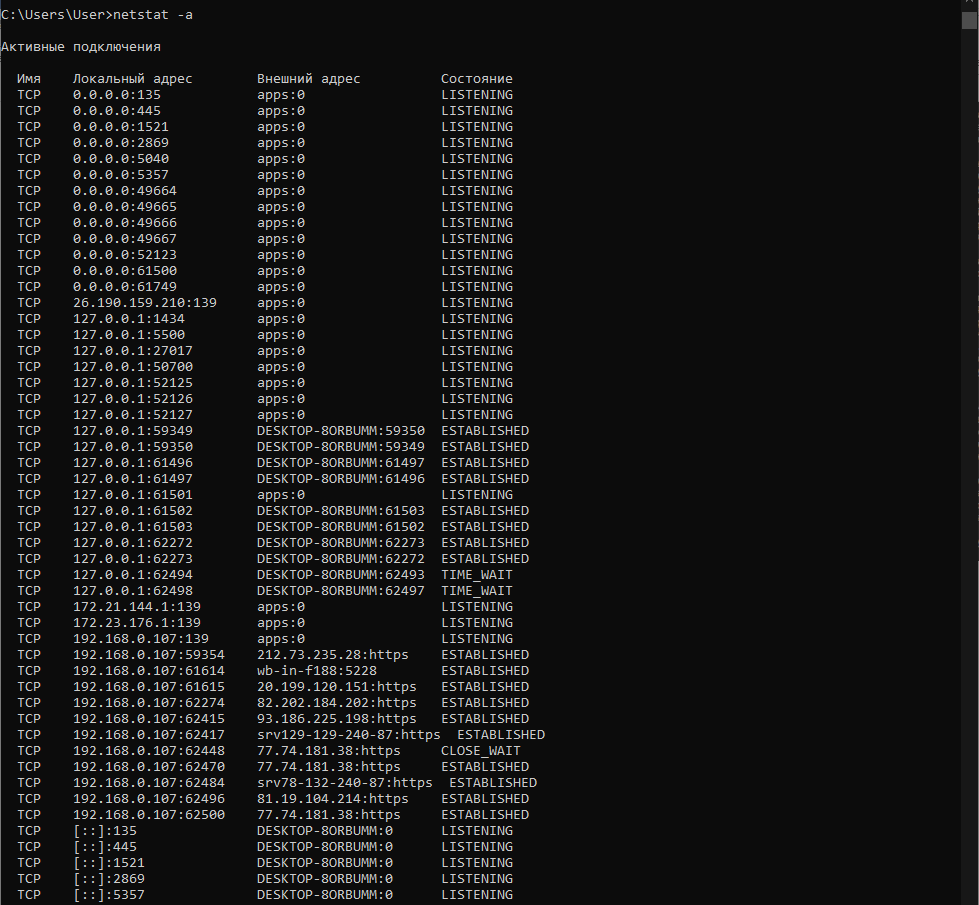 C:\Users\User>netstat -a
Активные подключения
Имя Локальный адрес Внешний адрес Состояние
TCP 0.0.0.0:135 apps:0 LISTENING
TCP 0.0.0.0:445 apps:0 LISTENING
TCP 0.0.0.0:1521 apps:0 LISTENING
TCP 0.0.0.0:2869 apps:0 LISTENING
TCP 0.0.0.0:5040 apps:0 LISTENING
TCP 0.0.0.0:5357 apps:0 LISTENING
TCP 0.0.0.0:49664 apps:0 LISTENING
TCP 0.0.0.0:49665 apps:0 LISTENING
TCP 0.0.0.0:49666 apps:0 LISTENING
TCP 0.0.0.0:49667 apps:0 LISTENING
TCP 0.0.0.0:52123 apps:0 LISTENING
TCP 0.0.0.0:61500 apps:0 LISTENING
TCP 0.0.0.0:61749 apps:0 LISTENING
TCP 26.190.159.210:139 apps:0 LISTENING
TCP 127.0.0.1:1434 apps:0 LISTENING
TCP 127.0.0.1:5500 apps:0 LISTENING
TCP 127.0.0.1:27017 apps:0 LISTENING
TCP 127.0.0.1:50700 apps:0 LISTENING
TCP 127.0.0.1:52125 apps:0 LISTENING
TCP 127.0.0.1:52126 apps:0 LISTENING
TCP 127.0.0.1:52127 apps:0 LISTENING
TCP 127.0.0.1:59349 DESKTOP-8ORBUMM:59350 ESTABLISHED
TCP 127.0.0.1:59350 DESKTOP-8ORBUMM:59349 ESTABLISHED
TCP 127.0.0.1:61496 DESKTOP-8ORBUMM:61497 ESTABLISHED
TCP 127.0.0.1:61497 DESKTOP-8ORBUMM:61496 ESTABLISHED
TCP 127.0.0.1:61501 apps:0 LISTENING
TCP 127.0.0.1:61502 DESKTOP-8ORBUMM:61503 ESTABLISHED
TCP 127.0.0.1:61503 DESKTOP-8ORBUMM:61502 ESTABLISHED
TCP 127.0.0.1:62272 DESKTOP-8ORBUMM:62273 ESTABLISHED
TCP 127.0.0.1:62273 DESKTOP-8ORBUMM:62272 ESTABLISHED
TCP 127.0.0.1:62494 DESKTOP-8ORBUMM:62493 TIME_WAIT
TCP 127.0.0.1:62498 DESKTOP-8ORBUMM:62497 TIME_WAIT
TCP 172.21.144.1:139 apps:0 LISTENING
TCP 172.23.176.1:139 apps:0 LISTENING
TCP 192.168.0.107:139 apps:0 LISTENING
TCP 192.168.0.107:59354 212.73.235.28:https ESTABLISHED
TCP 192.168.0.107:61614 wb-in-f188:5228 ESTABLISHED
TCP 192.168.0.107:61615 20.199.120.151:https ESTABLISHED
TCP 192.168.0.107:62274 82.202.184.202:https ESTABLISHED
TCP 192.168.0.107:62415 93.186.225.198:https ESTABLISHED
TCP 192.168.0.107:62417 srv129-129-240-87:https ESTABLISHED
TCP 192.168.0.107:62448 77.74.181.38:https CLOSE_WAIT
TCP 192.168.0.107:62470 77.74.181.38:https ESTABLISHED
TCP 192.168.0.107:62484 srv78-132-240-87:https ESTABLISHED
TCP 192.168.0.107:62496 81.19.104.214:https ESTABLISHED
TCP 192.168.0.107:62500 77.74.181.38:https ESTABLISHED
TCP [::]:135 DESKTOP-8ORBUMM:0 LISTENING
TCP [::]:445 DESKTOP-8ORBUMM:0 LISTENING
TCP [::]:1521 DESKTOP-8ORBUMM:0 LISTENING
TCP [::]:2869 DESKTOP-8ORBUMM:0 LISTENING
TCP [::]:5357 DESKTOP-8ORBUMM:0 LISTENING